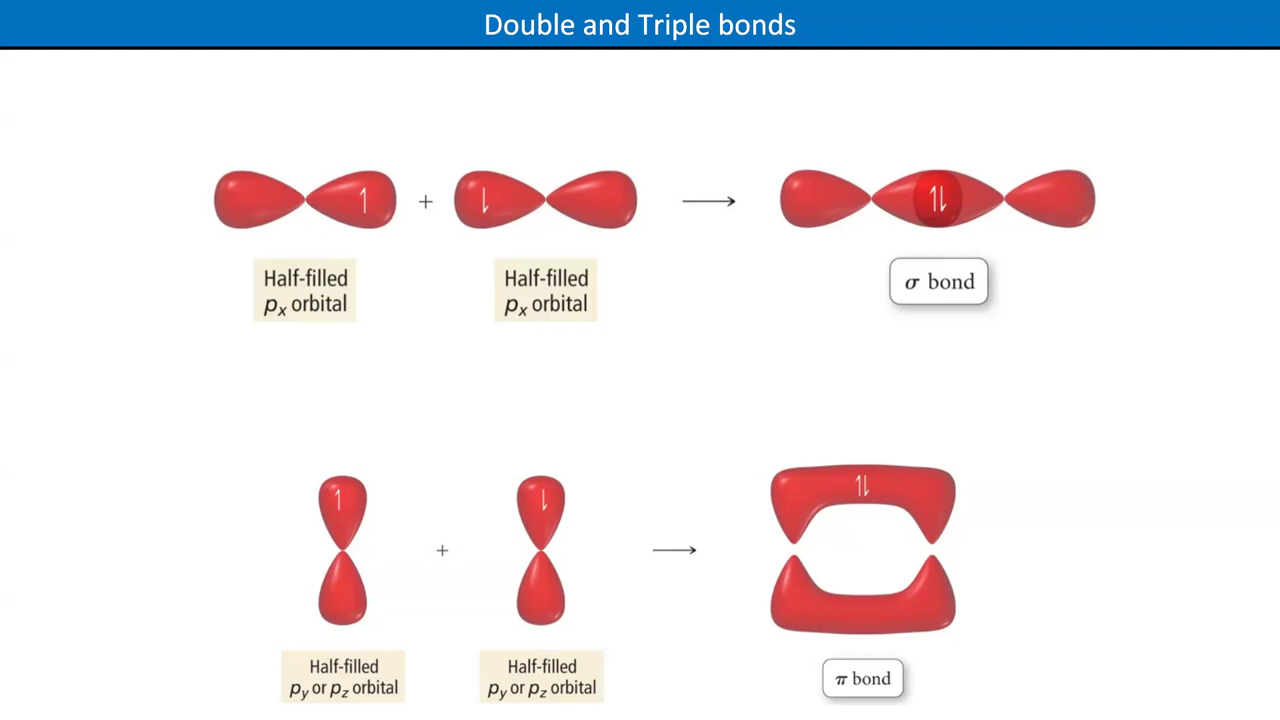 Double and Triple bonds
↿ + ⇂ ⟶ ↿⇂
Half-filled
pₓ orbital
Half-filled
pₓ orbital
σ bond
↿ + ⇂ ⟶ ↿⇂
Half-filled
p_y or p_z orbital
Half-filled
p_y or p_z orbital
π bond